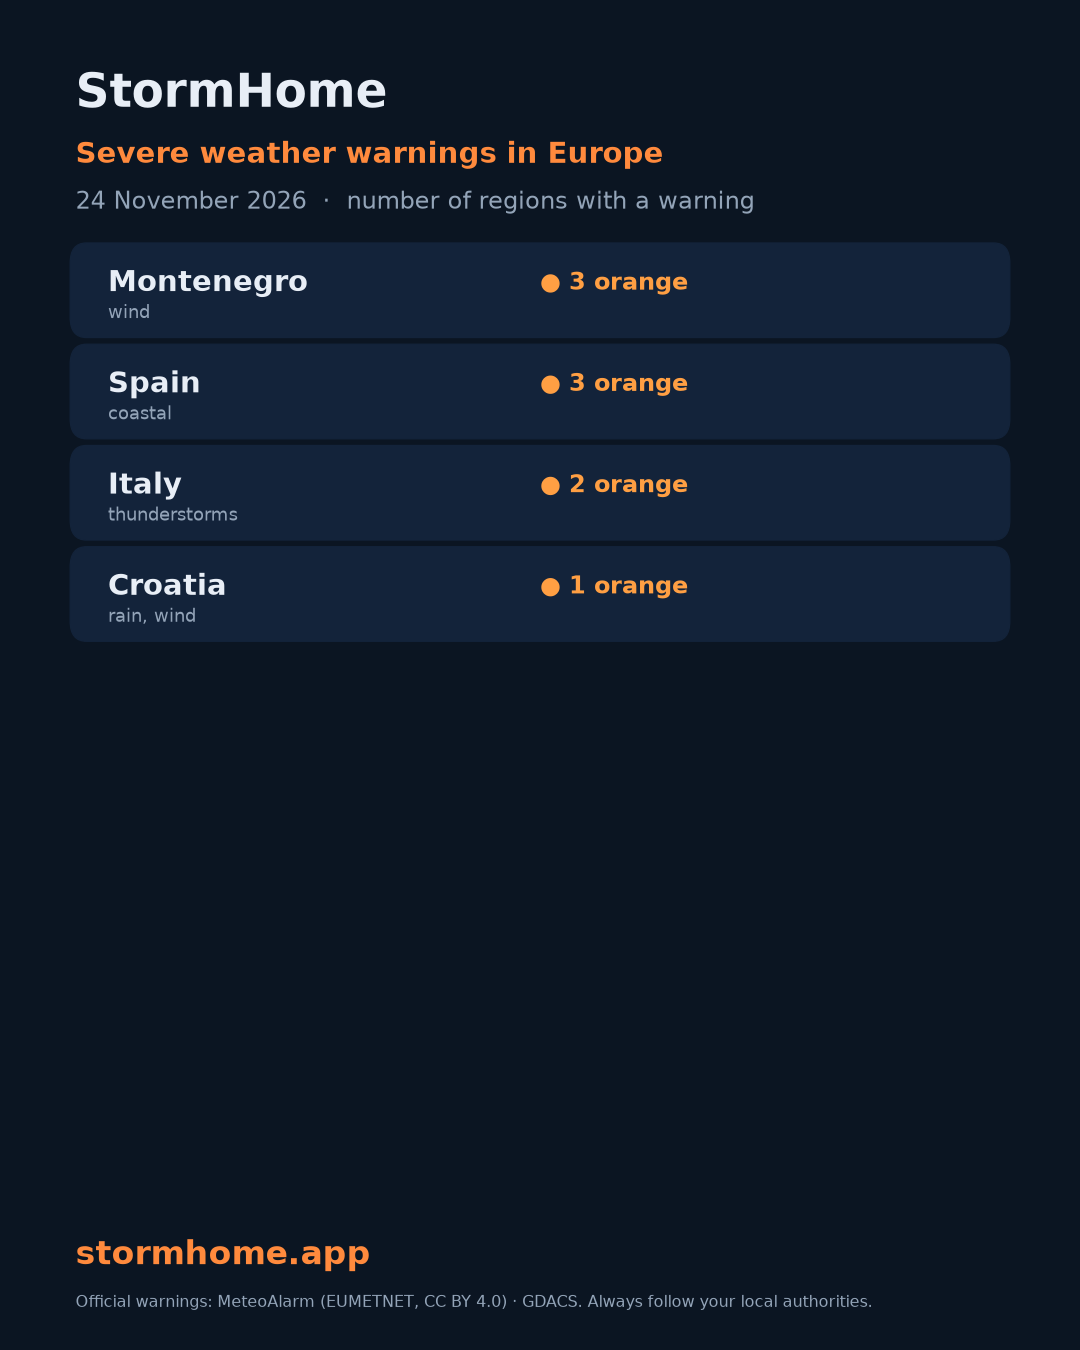 StormHome
Severe weather warnings in Europe
24 November 2026 · number of regions with a warning
Montenegro
● 3 orange
wind
Spain
● 3 orange
coastal
Italy
● 2 orange
thunderstorms
Croatia
● 1 orange
rain, wind
stormhome.app
Official warnings: MeteoAlarm (EUMETNET, CC BY 4.0) · GDACS. Always follow your local authorities.